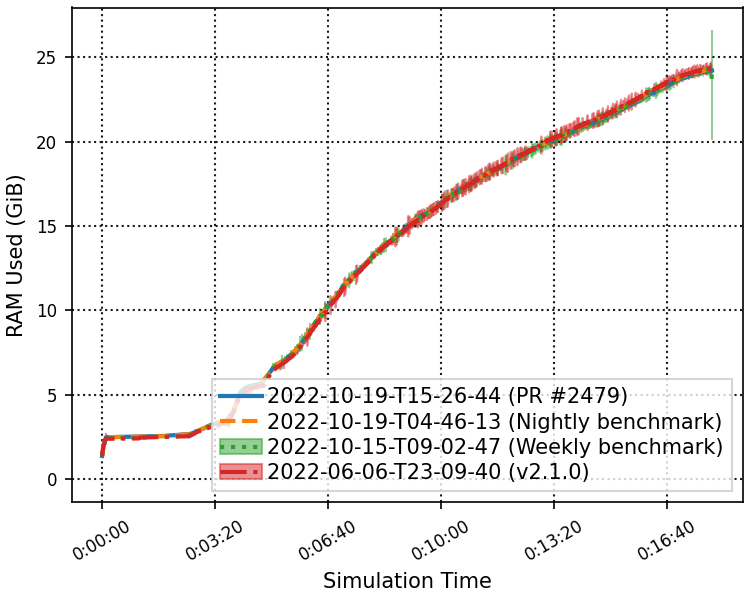 25
20
15
10
5
0
RAM Used (GiB)
2022-10-19-T15-26-44 (PR #2479)
2022-10-19-T04-46-13 (Nightly benchmark)
2022-10-15-T09-02-47 (Weekly benchmark)
2022-06-06-T23-09-40 (v2.1.0)
0:00:00
0:03:20
0:06:40
0:10:00
0:13:20
0:16:40
Simulation Time